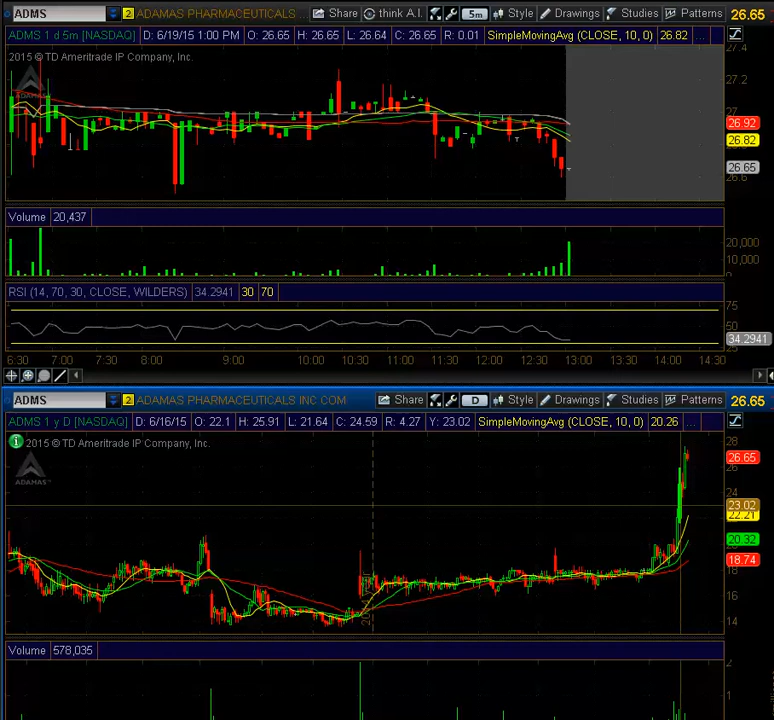 ADMS 2 ADAMAS PHARMACEUTICALS Share think A.I. 5m Style Drawings Studies Patterns 26.65
ADMS 1 d 5m [NASDAQ] D: 6/19/15 1:00 PM O: 26.65 H: 26.65 L: 26.64 C: 26.65 R: 0.01 SimpleMovingAvg (CLOSE, 10, 0) 26.82 ...
2015 © TD Ameritrade IP Company, Inc.
27.4
27.2
ADAMAS
27
26.92
26.82
26.65
26.6
Volume 20,437
20,000
10,000
0
RSI (14, 70, 30, CLOSE, WILDERS) 34.2941 30 70
75
50
34.2941
25
6:30 7:00 7:30 8:00 9:00 10:00 10:30 11:00 11:30 12:00 12:30 13:00 13:30 14:00 14:30
ADMS 2 ADAMAS PHARMACEUTICALS INC COM Share D Style Drawings Studies Patterns 26.65
ADMS 1 y D [NASDAQ] D: 6/16/15 O: 22.1 H: 25.91 L: 21.64 C: 24.59 R: 4.27 Y: 23.02 SimpleMovingAvg (CLOSE, 10, 0) 20.26 ...
2015 © TD Ameritrade IP Company, Inc.
28
26.65
26
ADAMAS
24
23.02
22.21
20.32
18.74
18
16
14
Volume 578,035
2
1